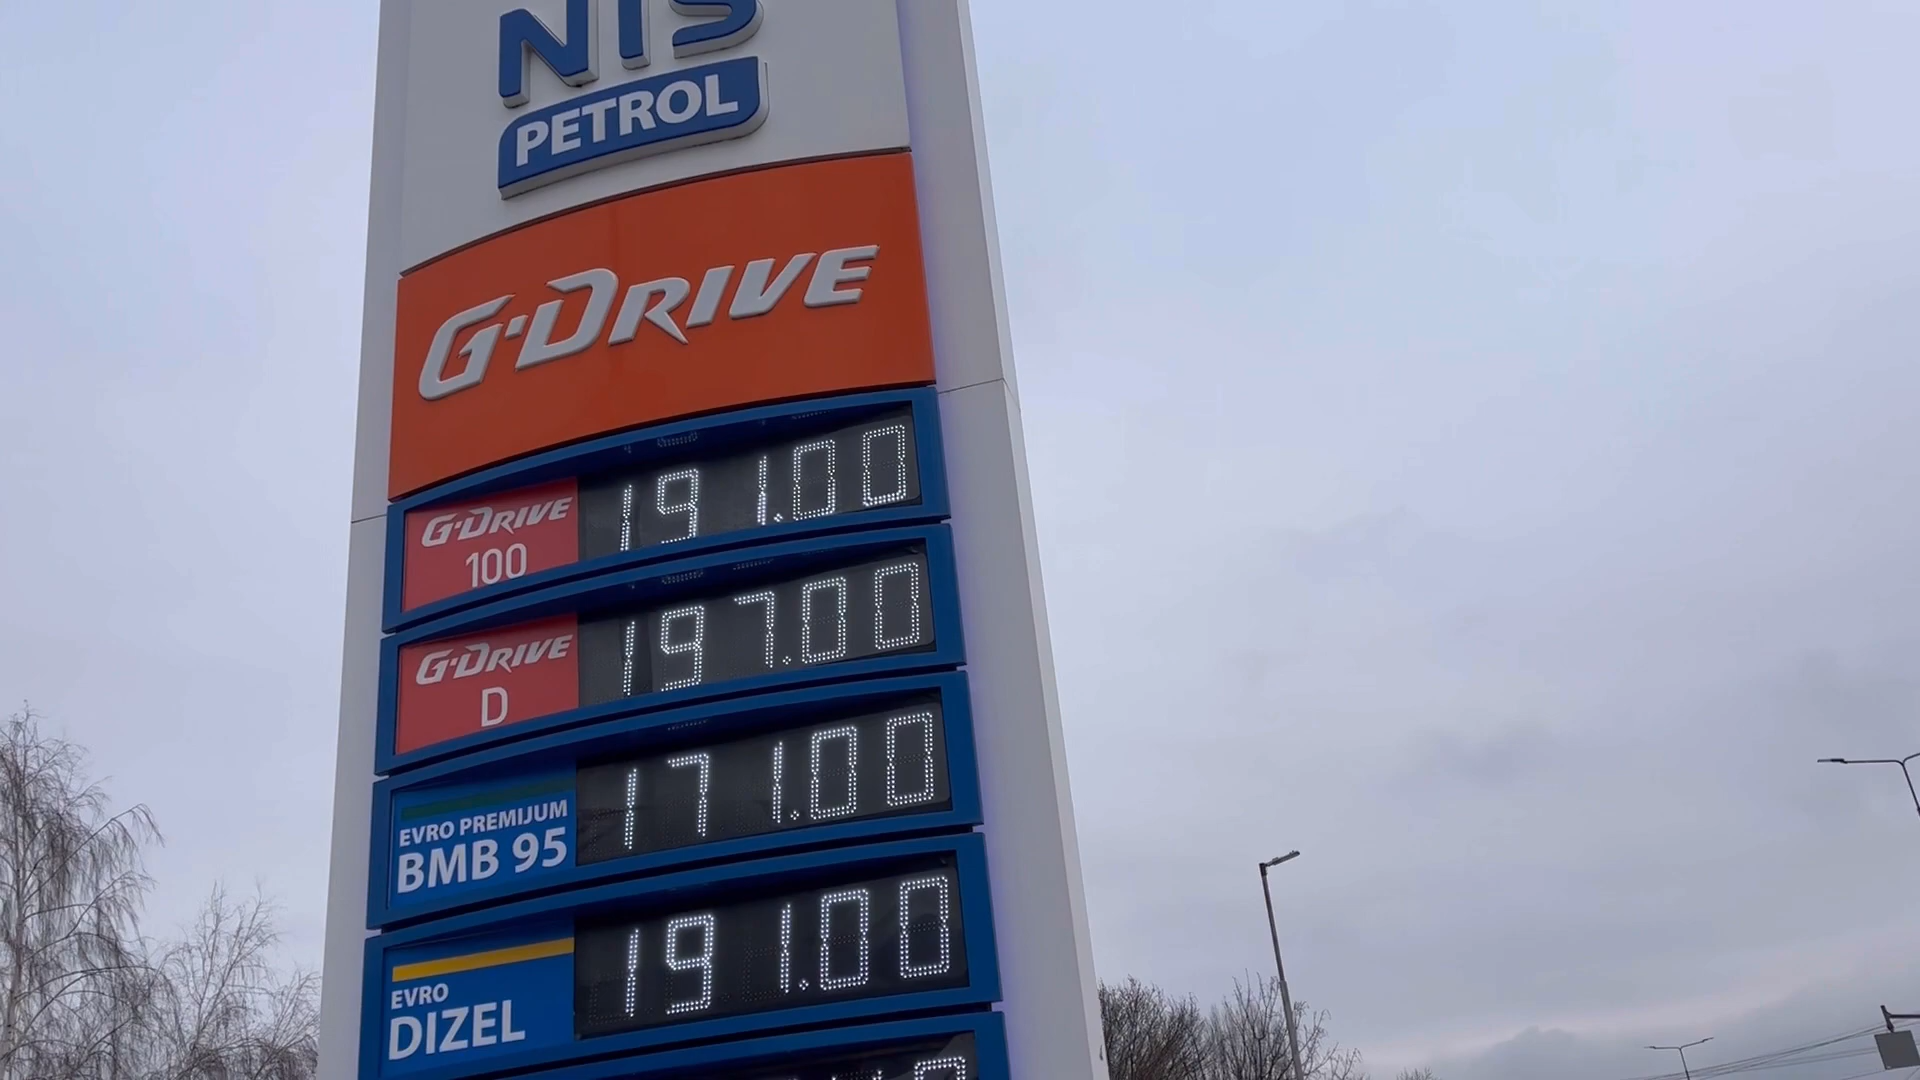 NIS
PETROL
G-DRIVE
G-DRIVE
100
191.00
G-DRIVE
D
197.00
EVRO PREMIJUM
BMB 95
171.00
EVRO
DIZEL
191.00